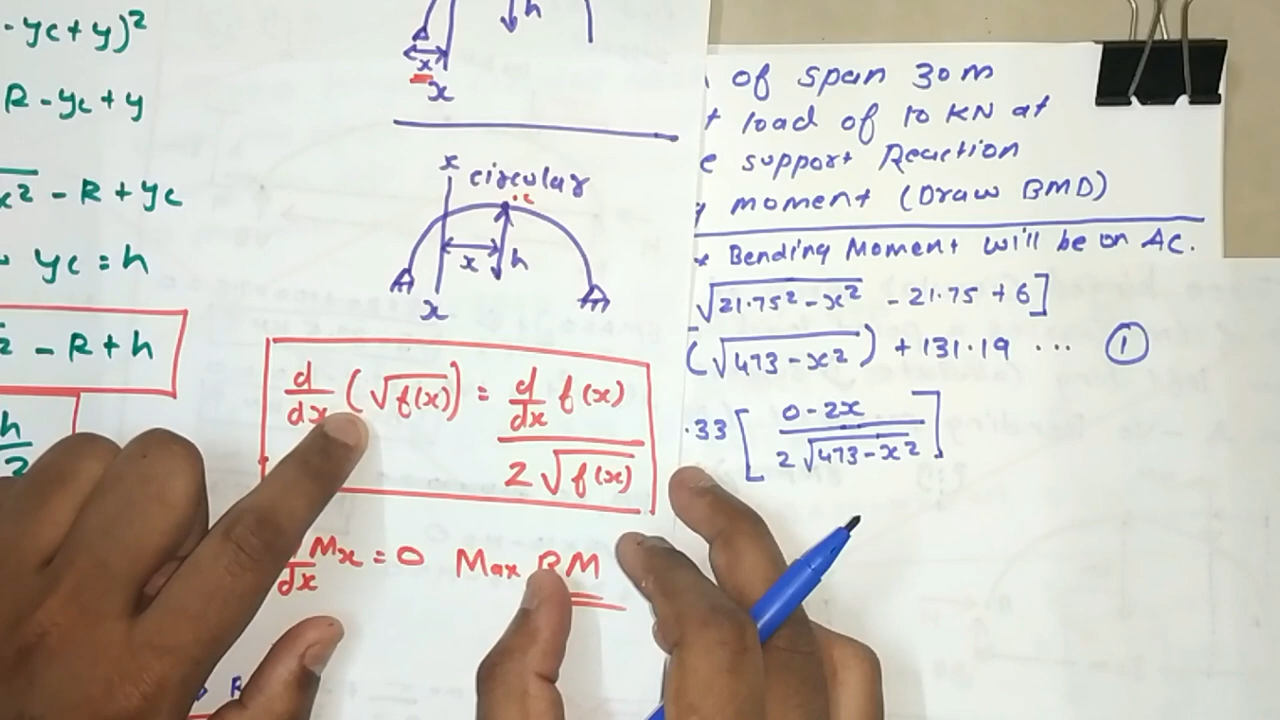 - yc + y)²
R - yc + y
x² - R + yc
yc = h
- R + h
h
2
h
x
x
x circular
c
x h
x
d/dx (√f(x)) = d/dx f(x) / 2√f(x)
/dx Mx = 0 Max BM
R
of span 30m
t load of 10 KN at
e support Reaction
moment (Draw BMD)
Bending Moment will be on AC.
√21.75² - x² - 21.75 + 6]
(√473 - x²) + 131.19 ... ①
.33 [ 0 - 2x / 2√473 - x² ]